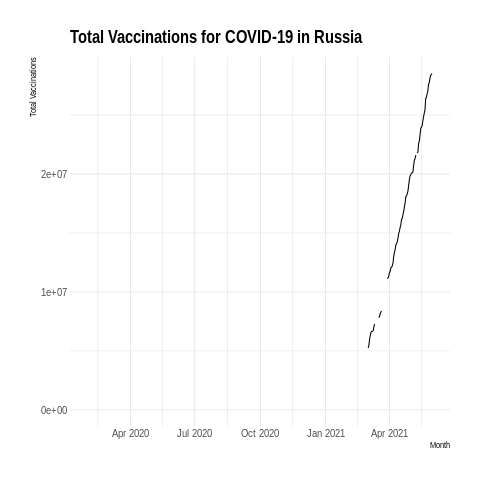 Total Vaccinations for COVID-19 in Russia
Total Vaccinations
2e+07
1e+07
0e+00
Apr 2020 Jul 2020 Oct 2020 Jan 2021 Apr 2021
Month